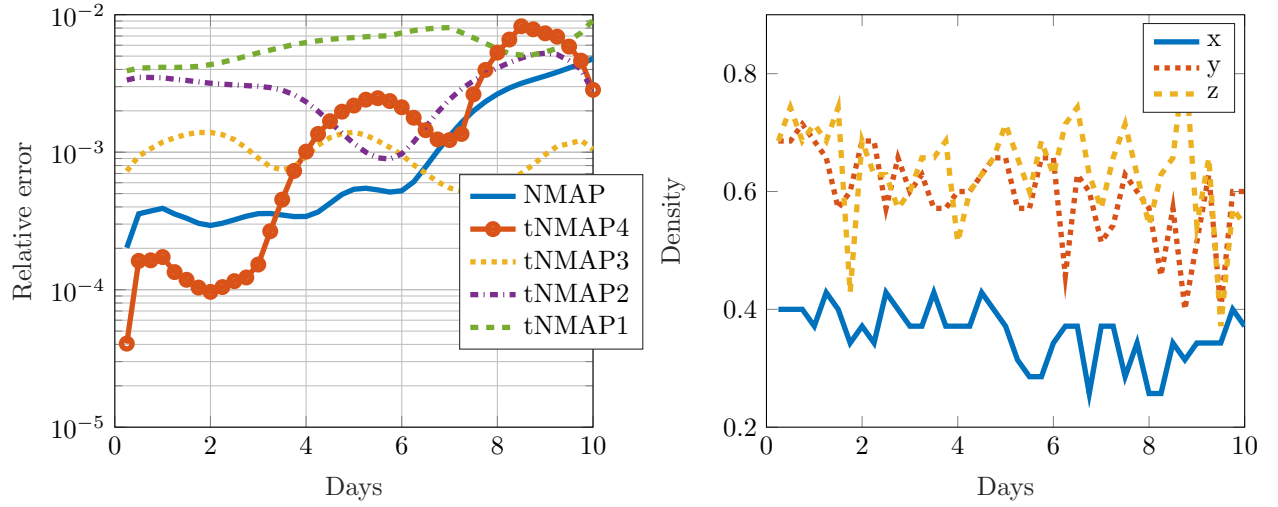 10^−2
10^−3
10^−4
10^−5
Relative error
0 2 4 6 8 10
Days
NMAP
tNMAP4
tNMAP3
tNMAP2
tNMAP1
0.8
0.6
0.4
0.2
Density
0 2 4 6 8 10
Days
x
y
z